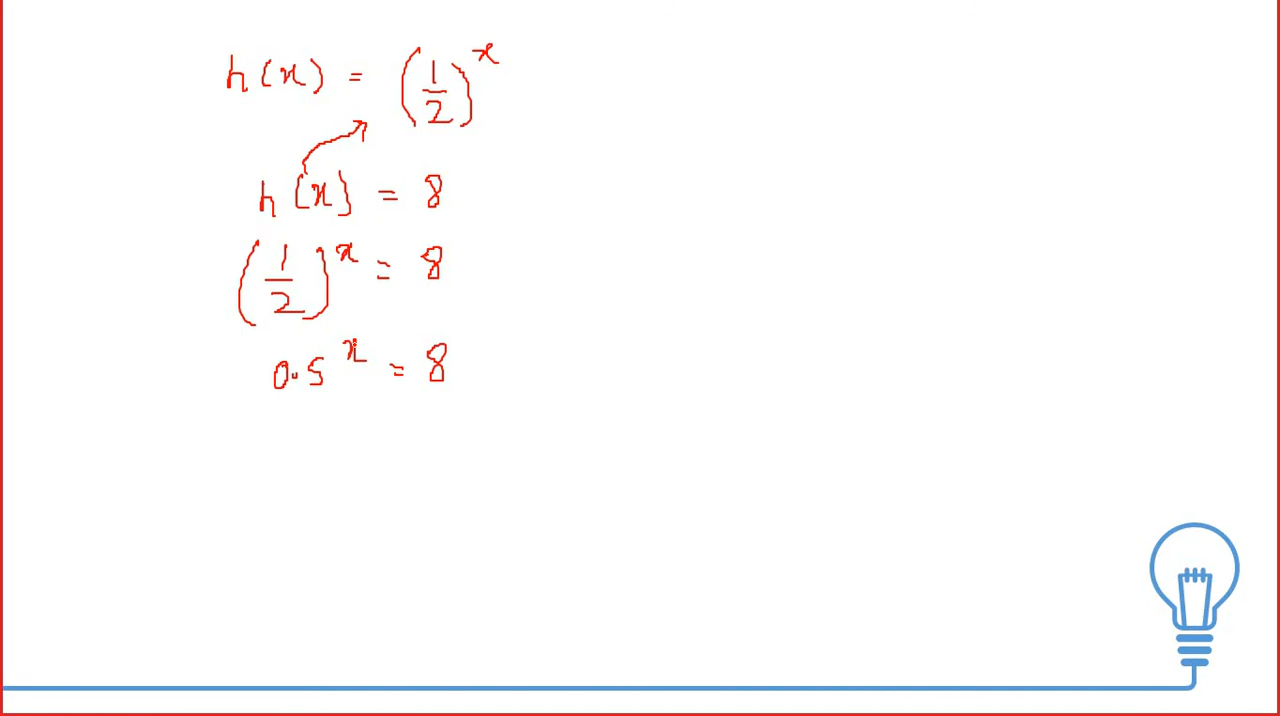 h(x) = (1/2)^x
h[x] = 8
(1/2)^x = 8
0.5^x = 8